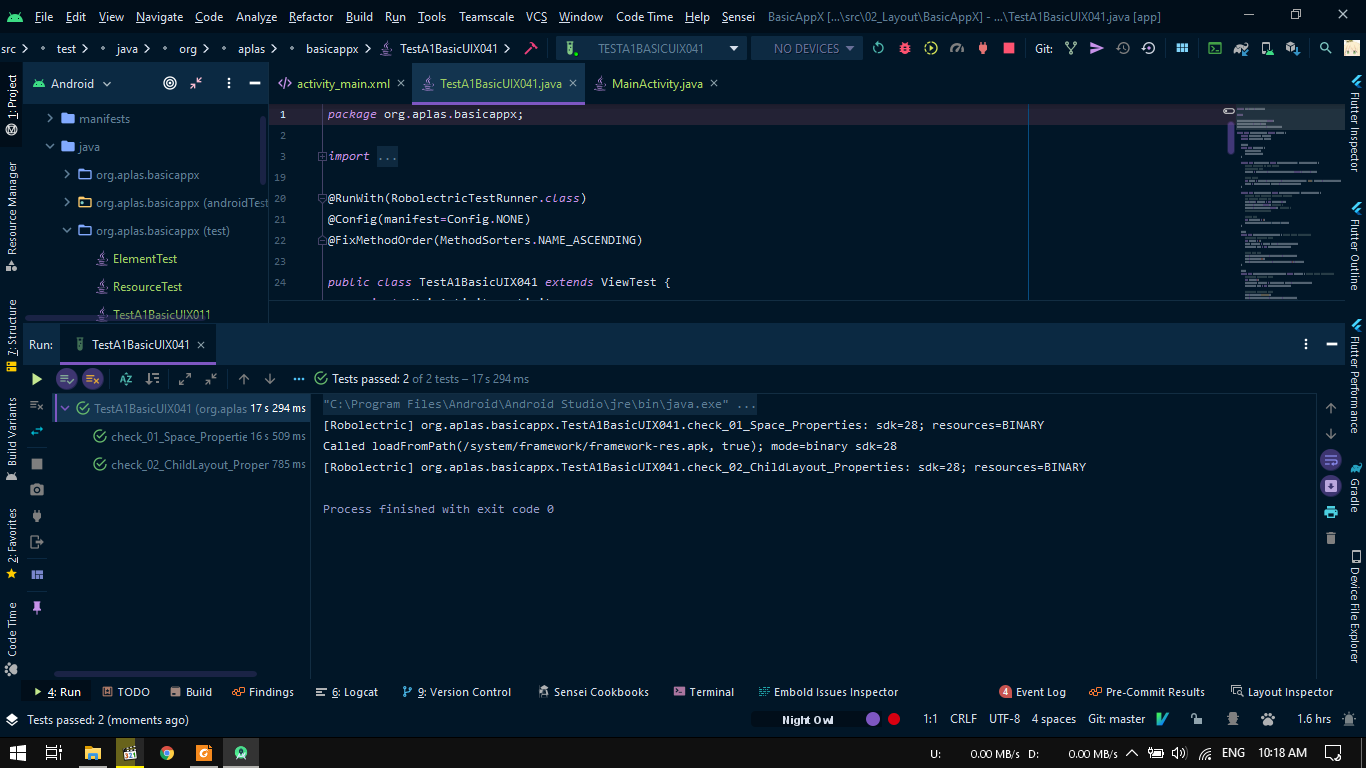 File Edit View Navigate Code Analyze Refactor Build Run Tools Teamscale VCS Window Code Time Help Sensei BasicAppX [...\src\02_Layout\BasicAppX] - ...\TestA1BasicUIX041.java [app]
src test java org aplas basicappx TestA1BasicUIX041 TESTA1BASICUIX041 NO DEVICES Git:
Android
activity_main.xml TestA1BasicUIX041.java MainActivity.java
manifests
java
org.aplas.basicappx
org.aplas.basicappx (androidTest
org.aplas.basicappx (test)
ElementTest
ResourceTest
TestA1BasicUIX011
1 package org.aplas.basicappx;
2
3 import ...
19
20 @RunWith(RobolectricTestRunner.class)
21 @Config(manifest=Config.NONE)
22 @FixMethodOrder(MethodSorters.NAME_ASCENDING)
23
24 public class TestA1BasicUIX041 extends ViewTest {
1: Project
Resource Manager
7: Structure
Build Variants
2: Favorites
Code Time
Flutter Inspector
Flutter Outline
Flutter Performance
Gradle
Device File Explorer
Run: TestA1BasicUIX041
Tests passed: 2 of 2 tests – 17 s 294 ms
TestA1BasicUIX041 (org.aplas 17 s 294 ms
check_01_Space_Propertie 16 s 509 ms
check_02_ChildLayout_Proper 785 ms
"C:\Program Files\Android\Android Studio\jre\bin\java.exe" ...
[Robolectric] org.aplas.basicappx.TestA1BasicUIX041.check_01_Space_Properties: sdk=28; resources=BINARY
Called loadFromPath(/system/framework/framework-res.apk, true); mode=binary sdk=28
[Robolectric] org.aplas.basicappx.TestA1BasicUIX041.check_02_ChildLayout_Properties: sdk=28; resources=BINARY
Process finished with exit code 0
4: Run TODO Build Findings 6: Logcat 9: Version Control Sensei Cookbooks Terminal Embold Issues Inspector 4 Event Log Pre-Commit Results Layout Inspector
Tests passed: 2 (moments ago) Night Owl 1:1 CRLF UTF-8 4 spaces Git: master 1.6 hrs
321 U: 0.00 MB/s D: 0.00 MB/s ENG 10:18 AM